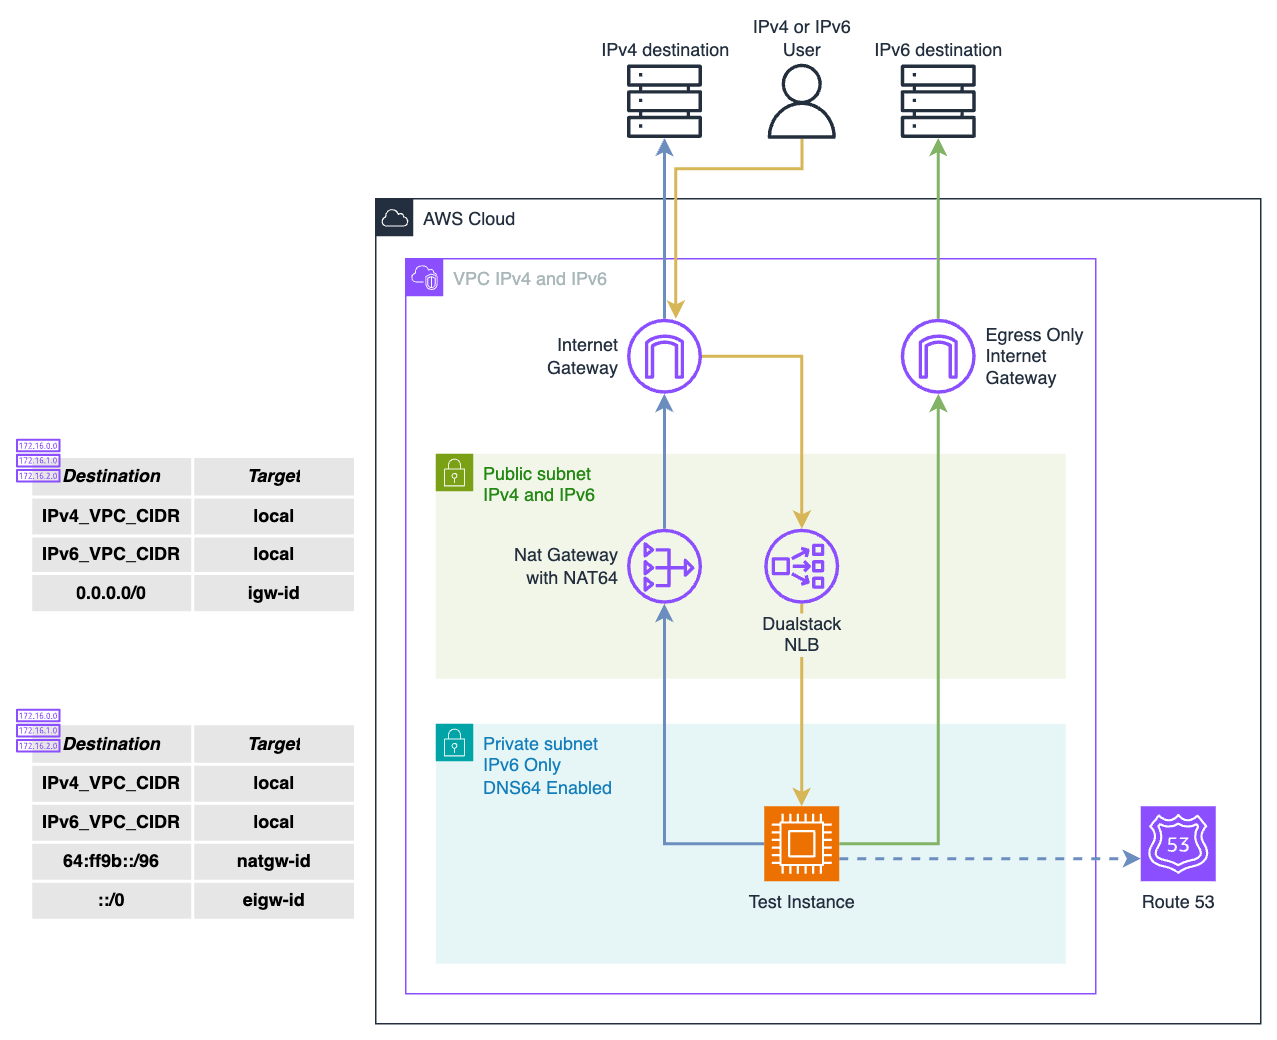 IPv4 or IPv6
User
IPv4 destination
IPv6 destination
AWS Cloud
VPC IPv4 and IPv6
Internet
Gateway
Egress Only
Internet
Gateway
172.16.0.0
172.16.1.0
172.16.2.0
Destination Target
IPv4_VPC_CIDR local
IPv6_VPC_CIDR local
0.0.0.0/0 igw-id
Public subnet
IPv4 and IPv6
Nat Gateway
with NAT64
Dualstack
NLB
172.16.0.0
172.16.1.0
172.16.2.0
Destination Target
IPv4_VPC_CIDR local
IPv6_VPC_CIDR local
64:ff9b::/96 natgw-id
::/0 eigw-id
Private subnet
IPv6 Only
DNS64 Enabled
Test Instance
53
Route 53